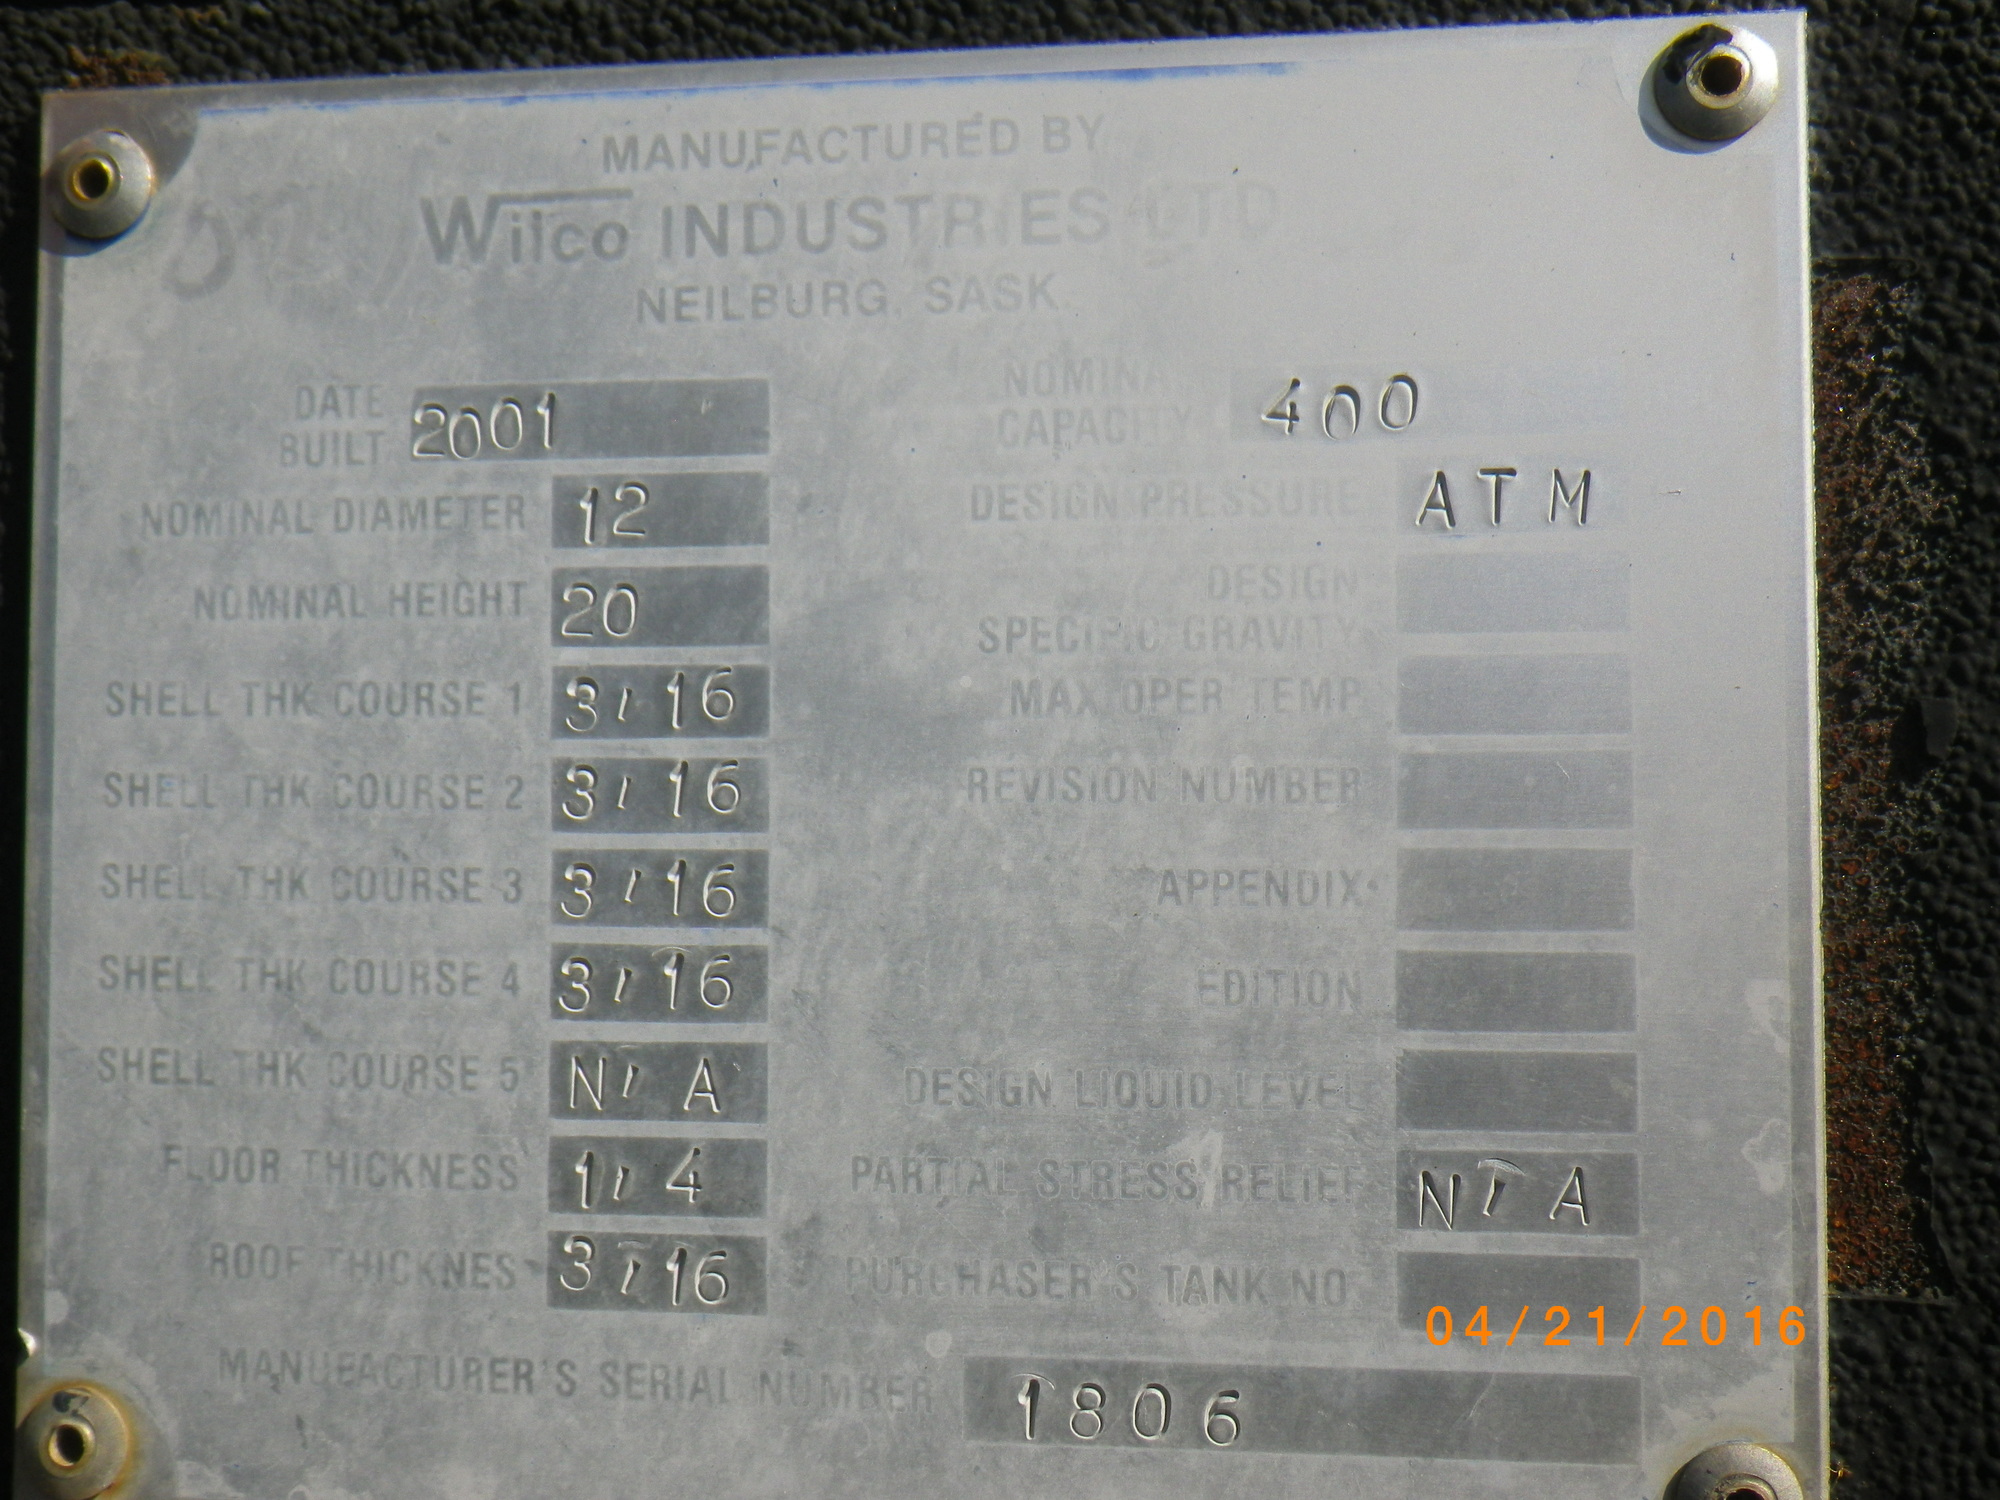 MANUFACTURED BY
Wilco INDUSTRIES LTD
NEILBURG, SASK.
DATE BUILT 2001
NOMINAL CAPACITY 400
NOMINAL DIAMETER 12
DESIGN PRESSURE ATM
NOMINAL HEIGHT 20
DESIGN SPECIFIC GRAVITY
SHELL THK COURSE 1 3/16
MAX OPER TEMP
SHELL THK COURSE 2 3/16
REVISION NUMBER
SHELL THK COURSE 3 3/16
APPENDIX
SHELL THK COURSE 4 3/16
EDITION
SHELL THK COURSE 5 N/A
DESIGN LIQUID LEVEL
FLOOR THICKNESS 1/4
PARTIAL STRESS RELIEF N/A
ROOF THICKNES 3/16
PURCHASER'S TANK NO.
MANUFACTURER'S SERIAL NUMBER 1806
04/21/2016